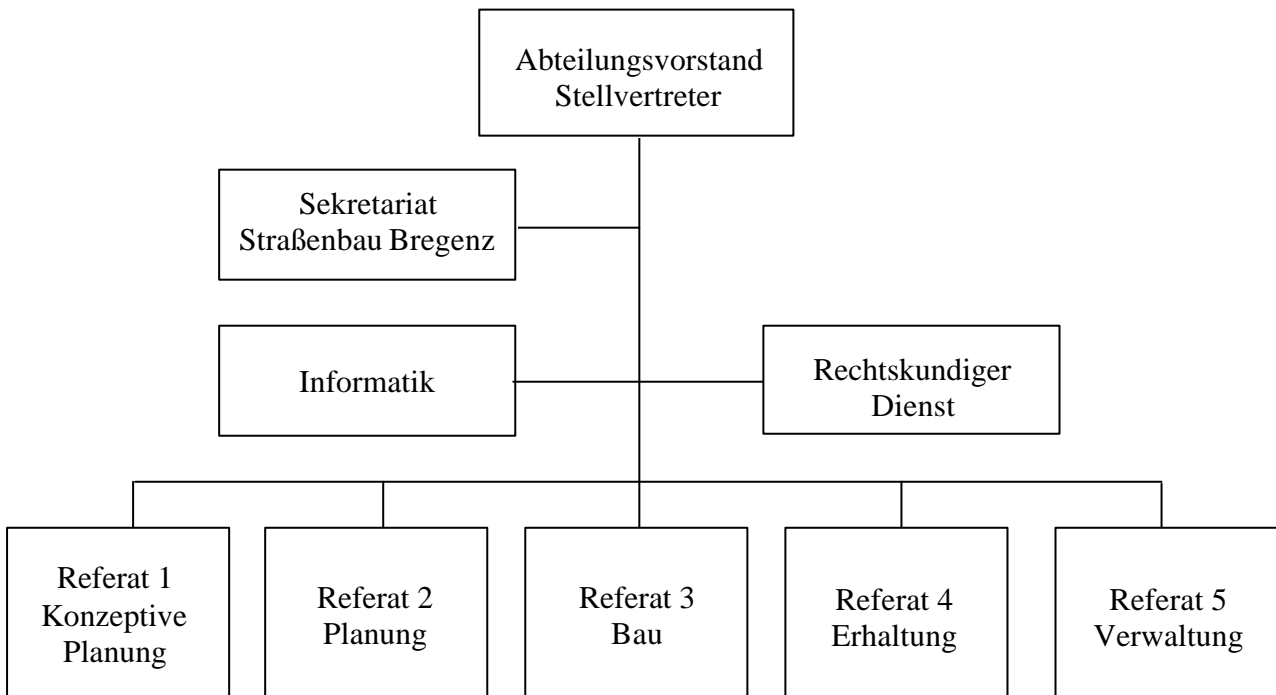 Abteilungsvorstand
Stellvertreter
Sekretariat
Straßenbau Bregenz
Informatik
Rechtskundiger
Dienst
Referat 1
Konzeptive
Planung
Referat 2
Planung
Referat 3
Bau
Referat 4
Erhaltung
Referat 5
Verwaltung